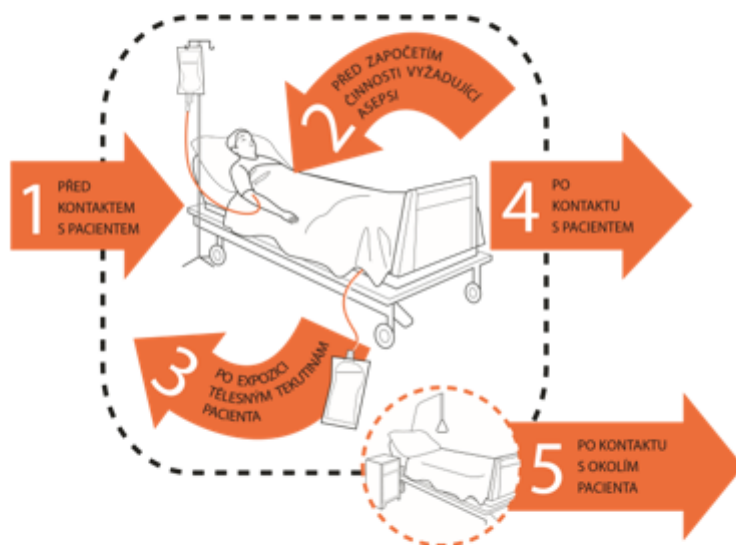 1
PŘED
KONTAKTEM
S PACIENTEM
2
PŘED ZAPOČETÍM
ČINNOSTI VYŽADUJÍCÍ
ASEPSI
3
PO EXPOZICI
TĚLESNÝM TEKUTINÁM
PACIENTA
4
PO
KONTAKTU
S PACIENTEM
5
PO KONTAKTU
S OKOLÍM
PACIENTA